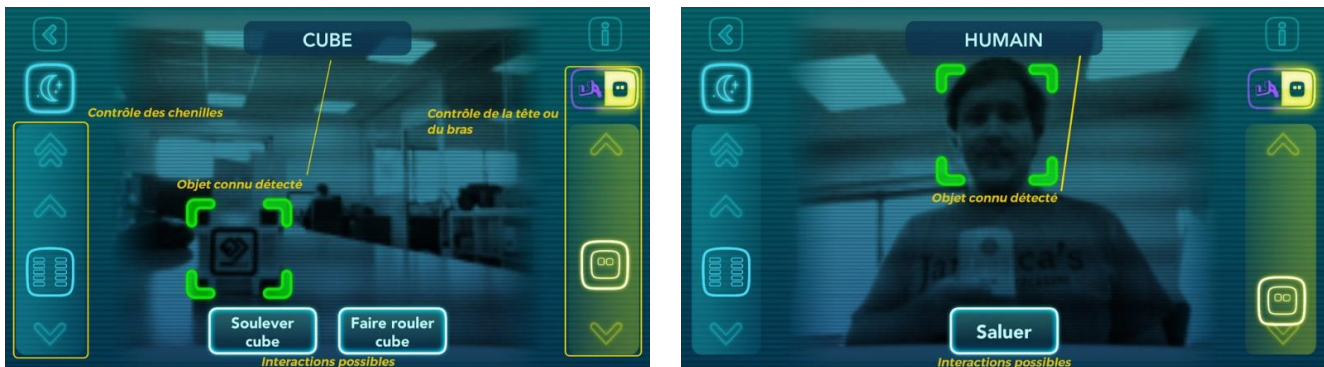 CUBE
Contrôle des chenilles
Contrôle de la tête ou
du bras
Objet connu détecté
Soulever
cube
Faire rouler
cube
Interactions possibles
HUMAIN
Objet connu détecté
Saluer
Interactions possibles